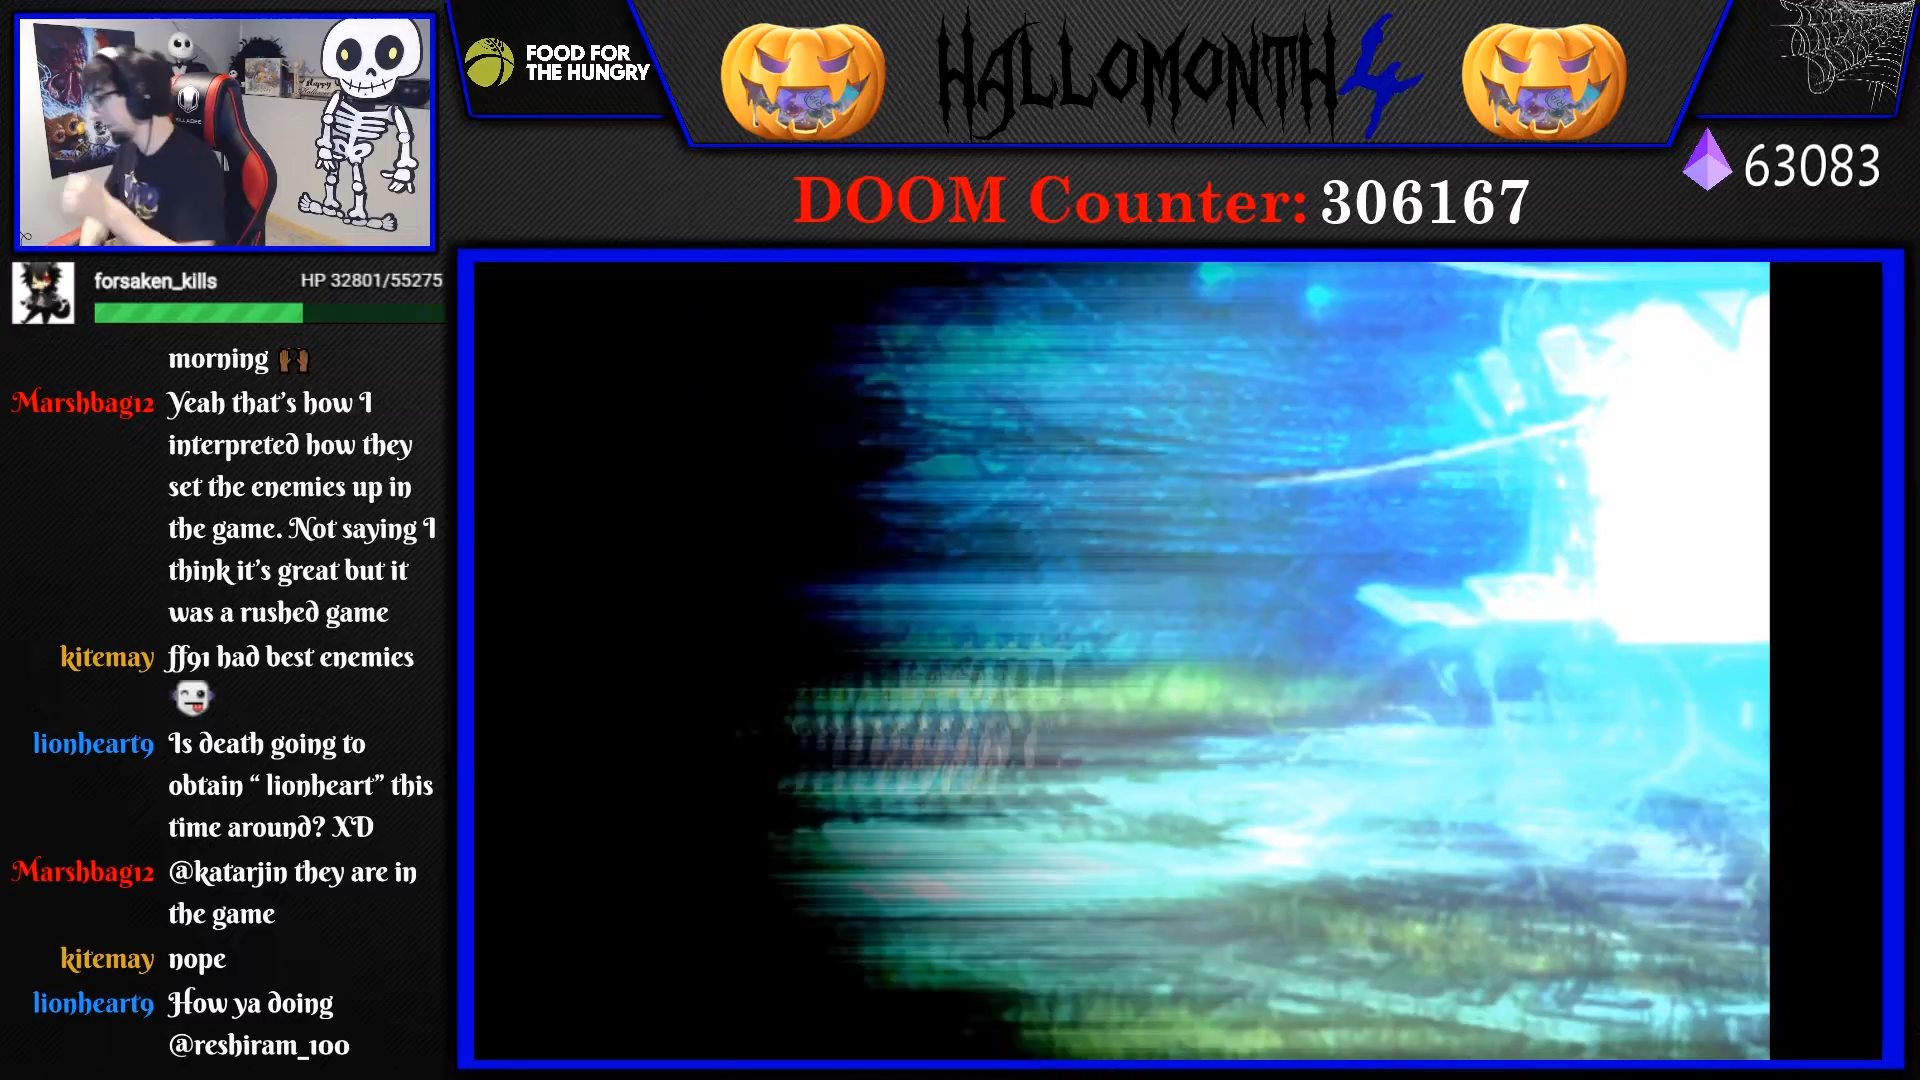 FOOD FOR
THE HUNGRY
HALLOMONTH 4
63083
DOOM Counter: 306167
forsaken_kills HP 32801/55275
morning
Marshbag12 Yeah that's how I
interpreted how they
set the enemies up in
the game. Not saying I
think it's great but it
was a rushed game
kitemay ff91 had best enemies
lionheart9 Is death going to
obtain “ lionheart” this
time around? XD
Marshbag12 @katarjin they are in
the game
kitemay nope
lionheart9 How ya doing
@reshiram_100